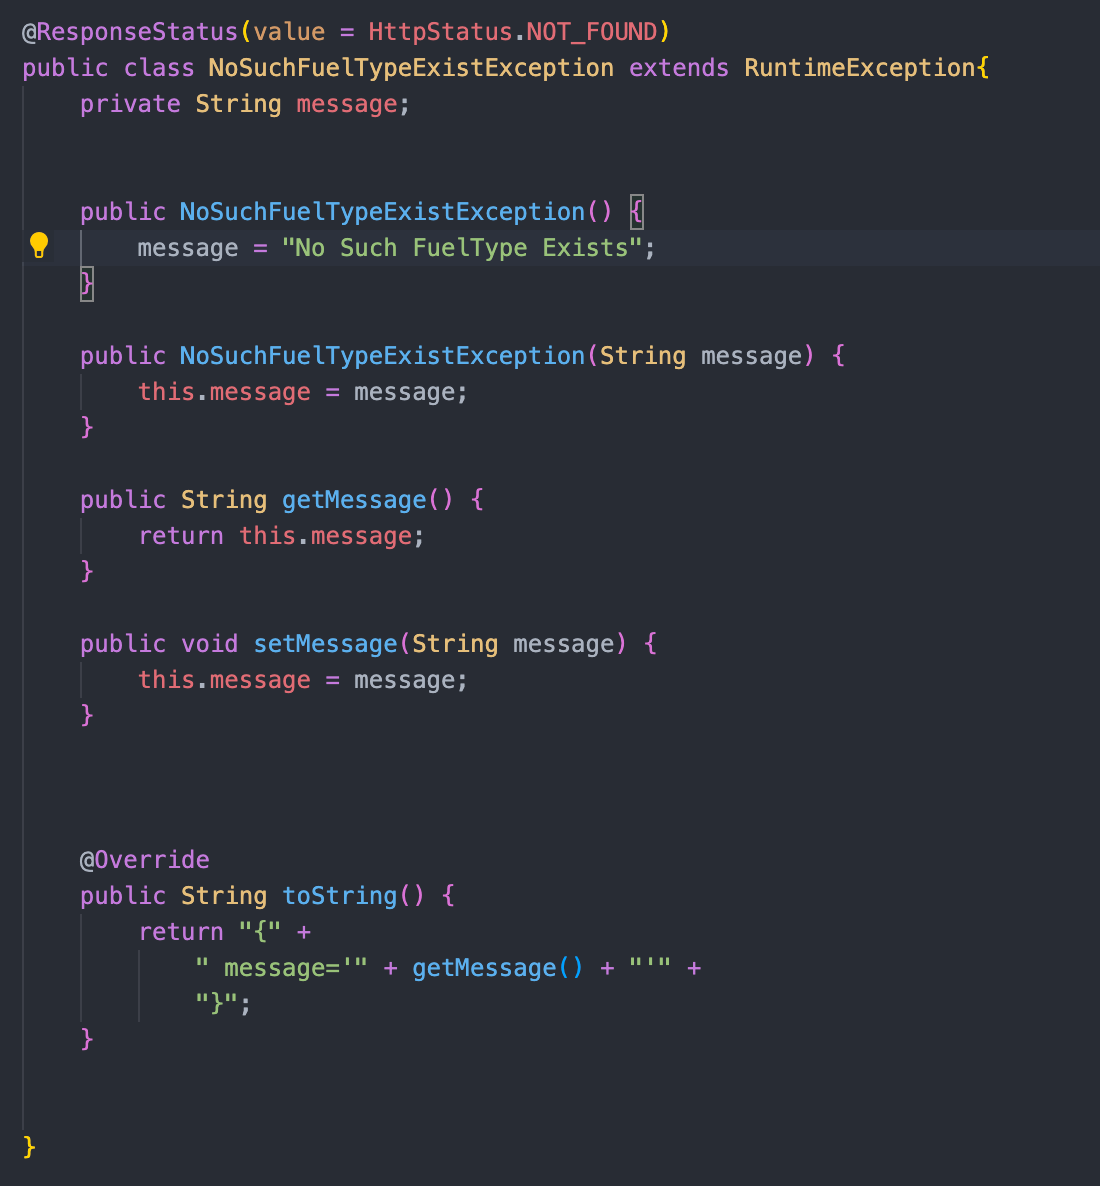 @ResponseStatus(value = HttpStatus.NOT_FOUND)
public class NoSuchFuelTypeExistException extends RuntimeException{
    private String message;
    public NoSuchFuelTypeExistException() {
        message = "No Such FuelType Exists";
    }
    public NoSuchFuelTypeExistException(String message) {
        this.message = message;
    }
    public String getMessage() {
        return this.message;
    }
    public void setMessage(String message) {
        this.message = message;
    }
    @Override
    public String toString() {
        return "{" +
            " message='" + getMessage() + "'" +
            "}";
    }
}